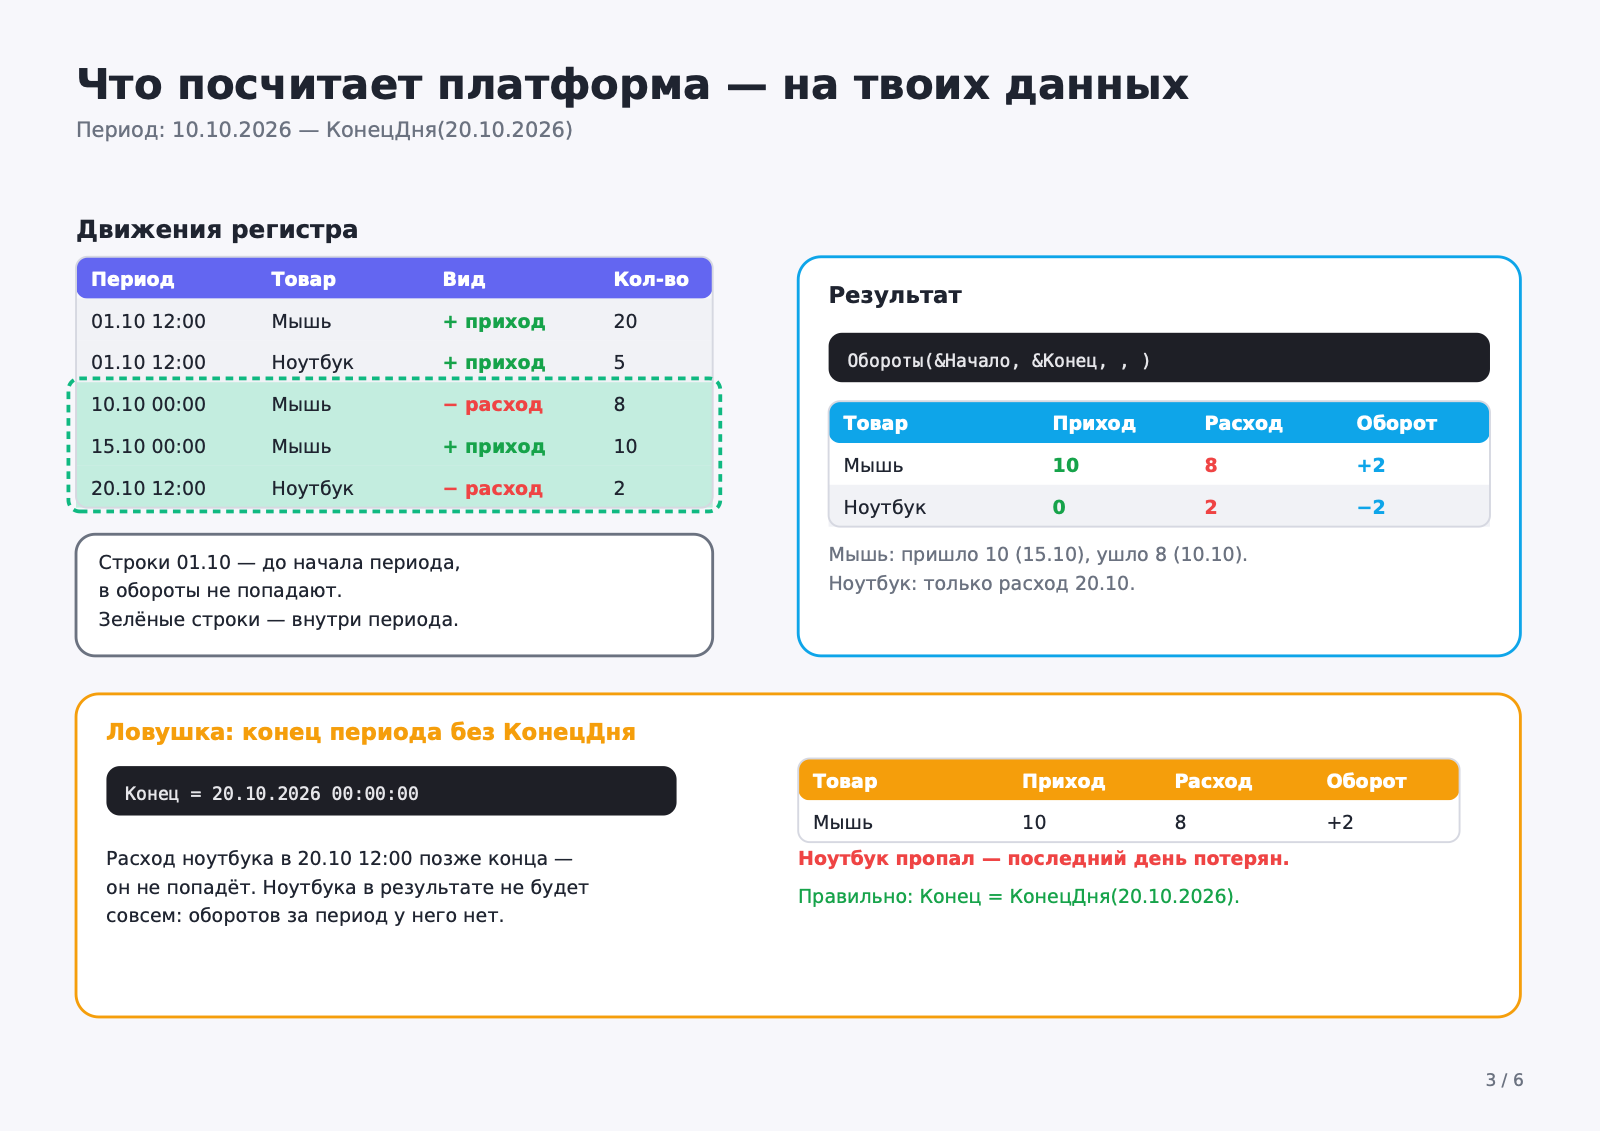 Что посчитает платформа — на твоих данных
Период: 10.10.2026 — КонецДня(20.10.2026)
Движения регистра
Период Товар Вид Кол-во
01.10 12:00 Мышь + приход 20
01.10 12:00 Ноутбук + приход 5
10.10 00:00 Мышь − расход 8
15.10 00:00 Мышь + приход 10
20.10 12:00 Ноутбук − расход 2
Строки 01.10 — до начала периода,
в обороты не попадают.
Зелёные строки — внутри периода.
Результат
Обороты(&Начало, &Конец, , )
Товар Приход Расход Оборот
Мышь 10 8 +2
Ноутбук 0 2 −2
Мышь: пришло 10 (15.10), ушло 8 (10.10).
Ноутбук: только расход 20.10.
Ловушка: конец периода без КонецДня
Конец = 20.10.2026 00:00:00
Расход ноутбука в 20.10 12:00 позже конца —
он не попадёт. Ноутбука в результате не будет
совсем: оборотов за период у него нет.
Товар Приход Расход Оборот
Мышь 10 8 +2
Ноутбук пропал — последний день потерян.
Правильно: Конец = КонецДня(20.10.2026).
3 / 6